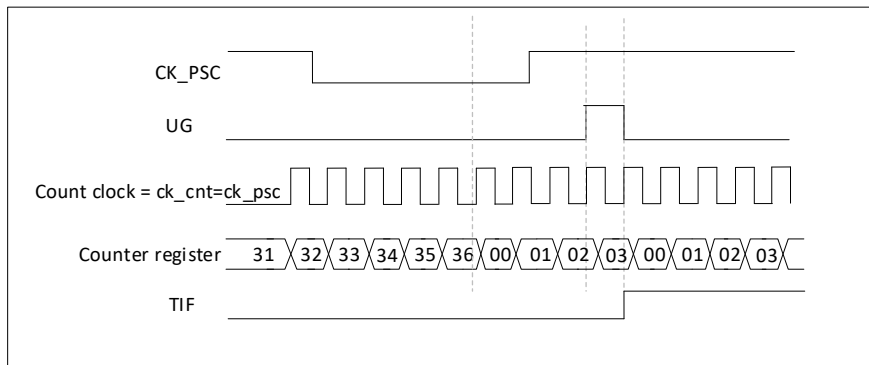 CK_PSC
UG
Count clock = ck_cnt=ck_psc
Counter register 31 32 33 34 35 36 00 01 02 03 00 01 02 03
TIF